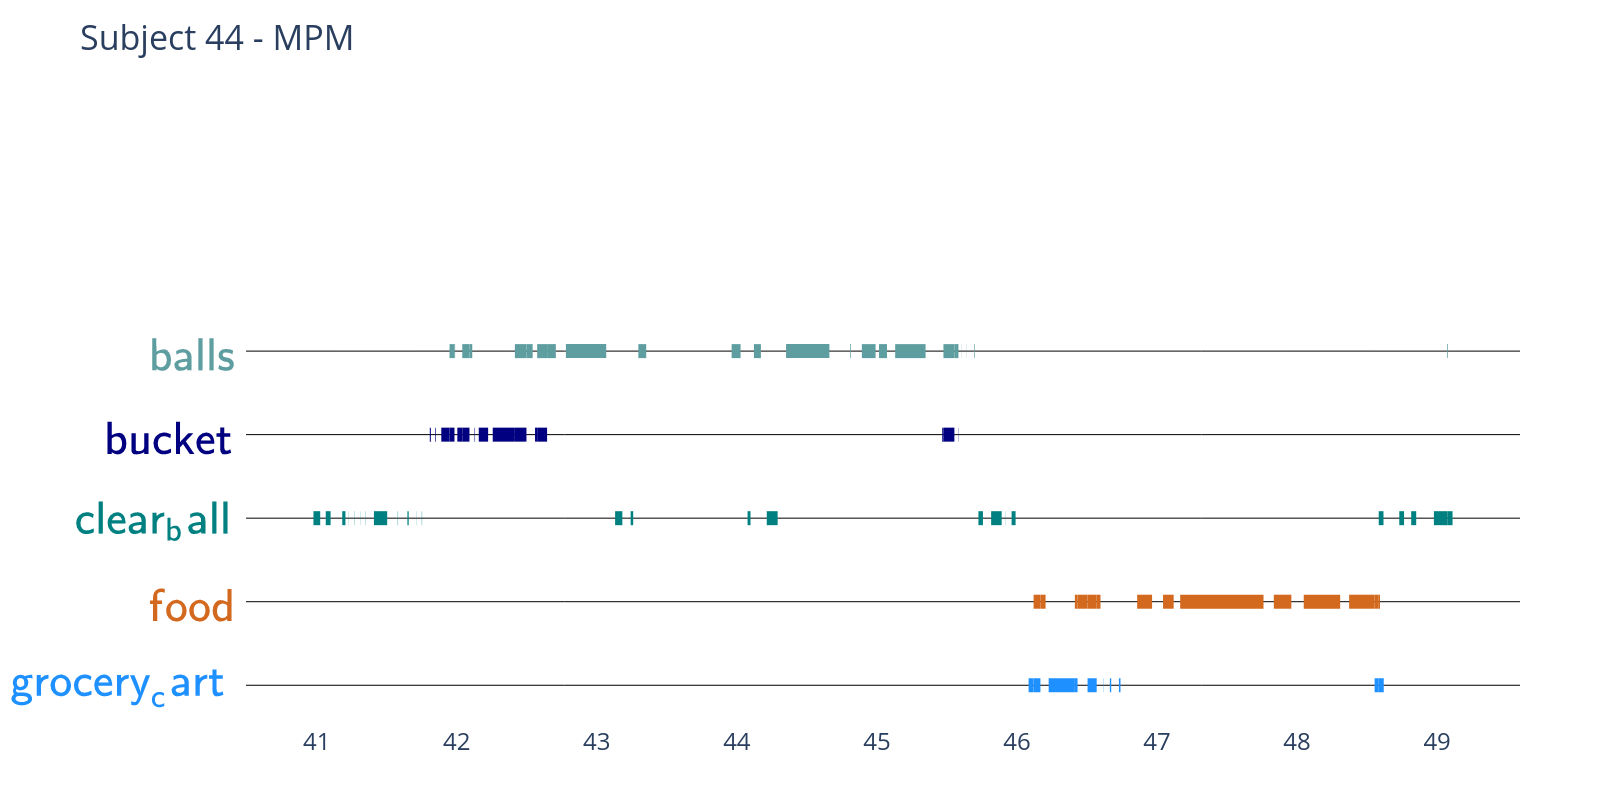 Subject 44 - MPM
balls
bucket
clear_ball
food
grocery_cart
41 42 43 44 45 46 47 48 49